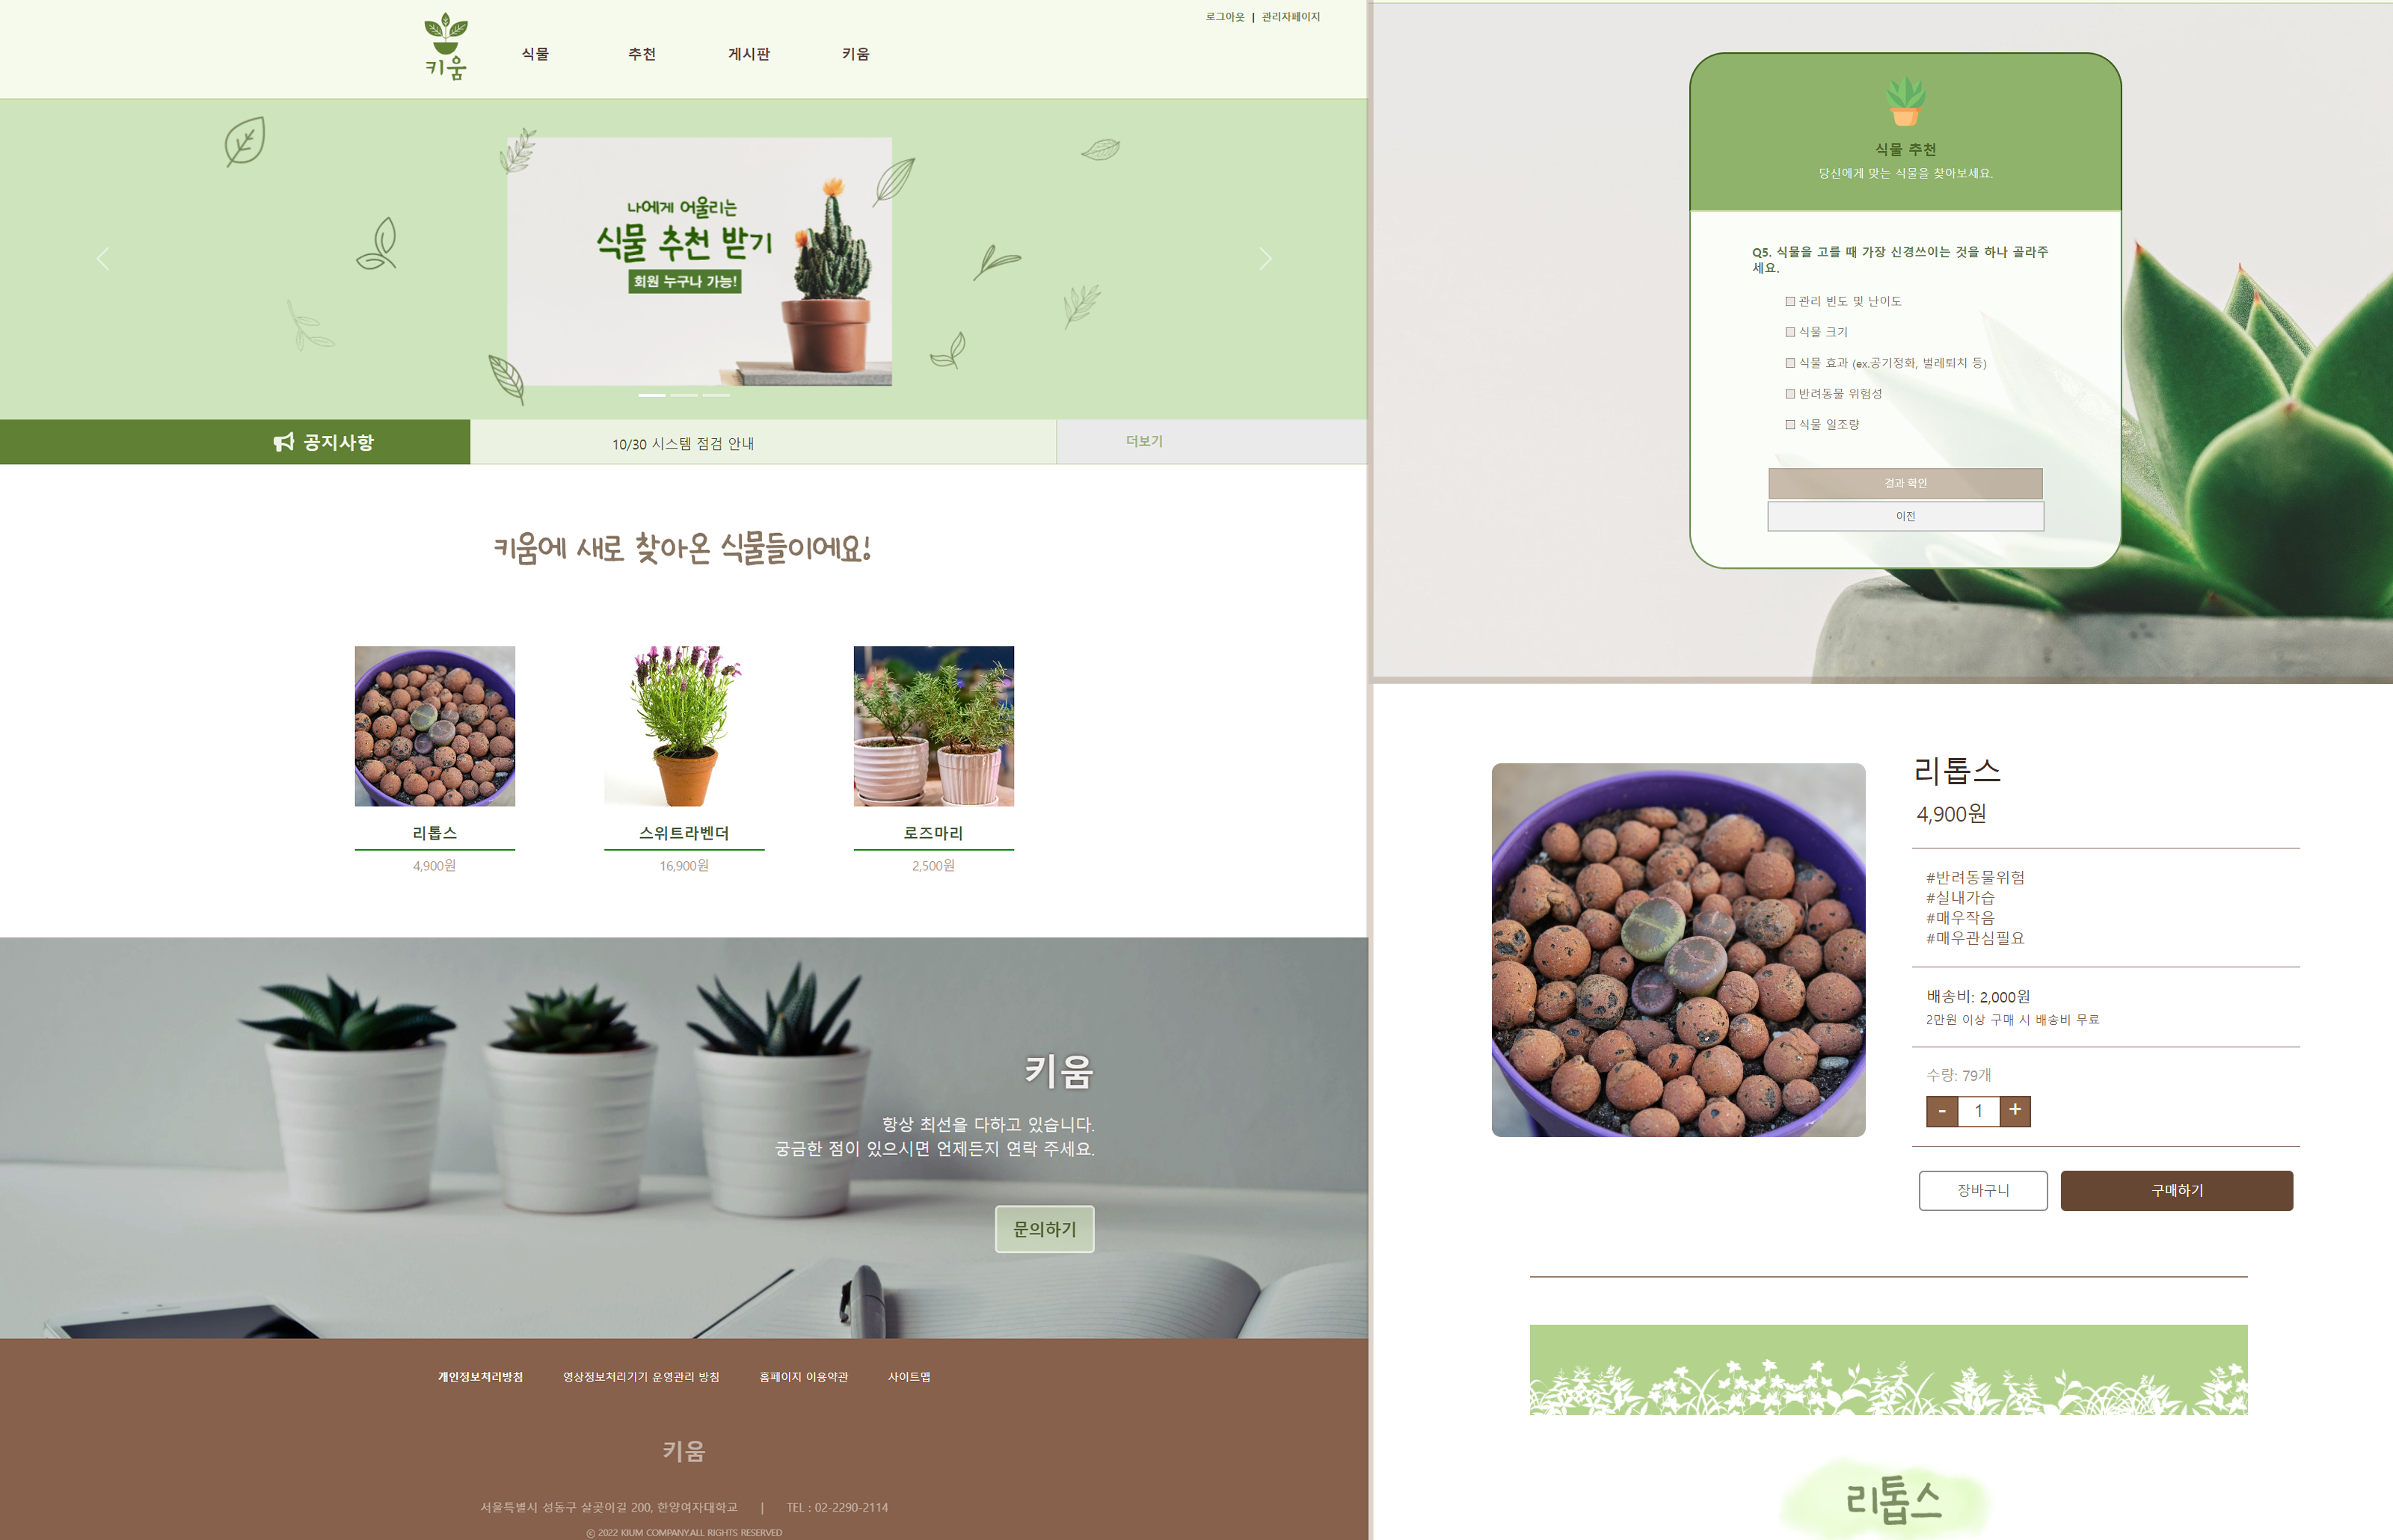 로그아웃 | 관리자페이지
키움
식물 추천 게시판 키움
나에게 어울리는
식물 추천 받기
회원 누구나 가능!
공지사항 10/30 시스템 점검 안내 더보기
키움에 새로 찾아온 식물들이에요!
리톱스 스위트라벤더 로즈마리
4,900원 16,900원 2,500원
키움
항상 최선을 다하고 있습니다.
궁금한 점이 있으시면 언제든지 연락 주세요.
문의하기
개인정보처리방침 영상정보처리기기 운영관리 방침 홈페이지 이용약관 사이트맵
키움
서울특별시 성동구 살곶이길 200, 한양여자대학교 | TEL : 02-2290-2114
ⓒ 2022 KIUM COMPANY.ALL RIGHTS RESERVED
식물 추천
당신에게 맞는 식물을 찾아보세요.
Q5. 식물을 고를 때 가장 신경쓰이는 것을 하나 골라주
세요.
관리 빈도 및 난이도
식물 크기
식물 효과 (ex.공기정화, 벌레퇴치 등)
반려동물 위험성
식물 일조량
결과 확인
이전
리톱스
4,900원
#반려동물위험
#실내가습
#매우작음
#매우관심필요
배송비: 2,000원
2만원 이상 구매 시 배송비 무료
수량: 79개
- 1 +
장바구니 구매하기
리톱스